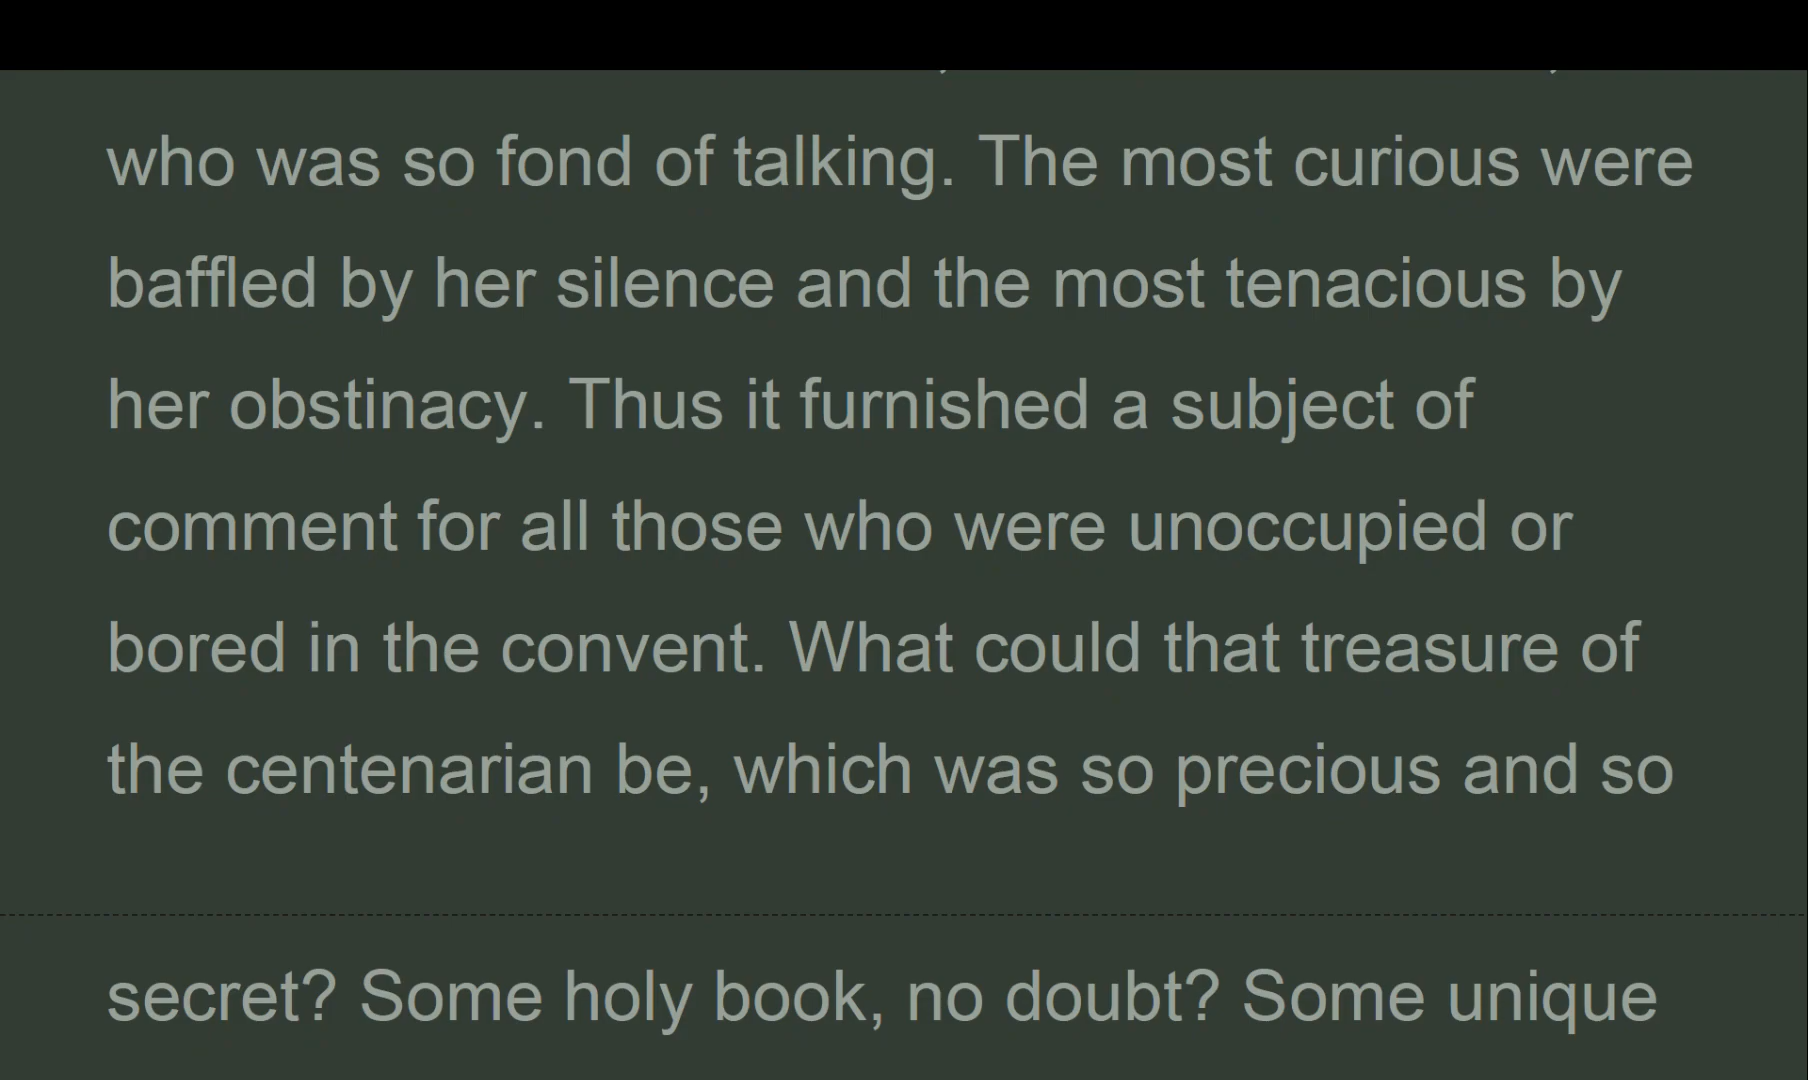 who was so fond of talking. The most curious were
baffled by her silence and the most tenacious by
her obstinacy. Thus it furnished a subject of
comment for all those who were unoccupied or
bored in the convent. What could that treasure of
the centenarian be, which was so precious and so
secret? Some holy book, no doubt? Some unique